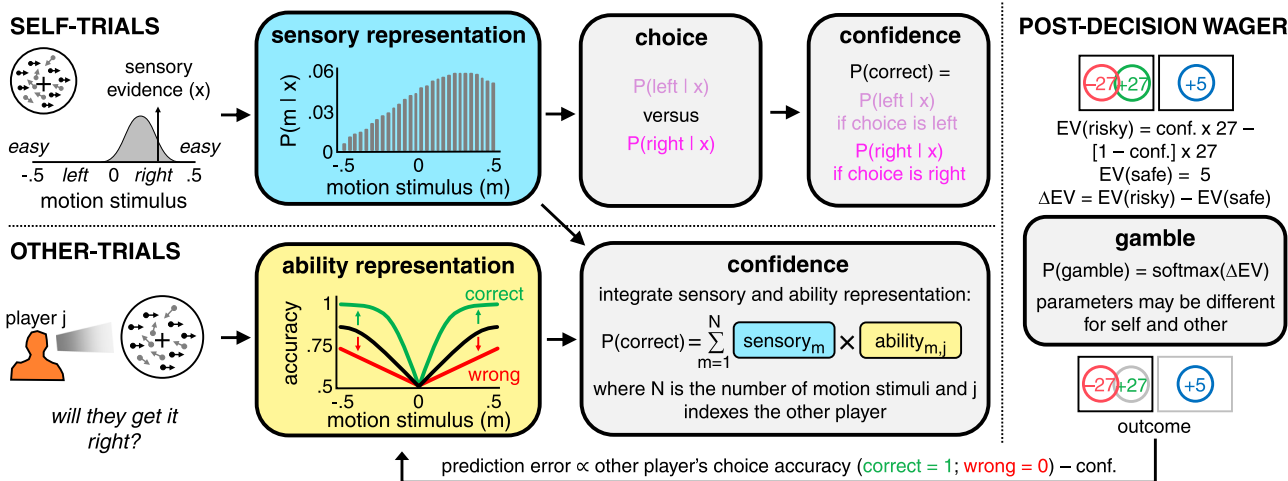 SELF-TRIALS
sensory
evidence (x)
easy
easy
-.5
left
0
right
.5
motion stimulus
sensory representation
P(m | x)
.06
.03
0
-.5
0
.5
motion stimulus (m)
choice
P(left | x)
versus
P(right | x)
confidence
P(correct) =
P(left | x)
if choice is left
P(right | x)
if choice is right
OTHER-TRIALS
player j
will they get it
right?
ability representation
accuracy
1
.75
.5
correct
wrong
-.5
0
.5
motion stimulus (m)
confidence
integrate sensory and ability representation:
P(correct) = N ∑ m=1 sensory_m × ability_m,j
where N is the number of motion stimuli and j
indexes the other player
POST-DECISION WAGER
−27 +27 +5
EV(risky) = conf. x 27 –
[1 – conf.] x 27
EV(safe) = 5
ΔEV = EV(risky) – EV(safe)
gamble
P(gamble) = softmax(ΔEV)
parameters may be different
for self and other
−27 +27 +5
outcome
prediction error ∝ other player's choice accuracy (correct = 1; wrong = 0) – conf.